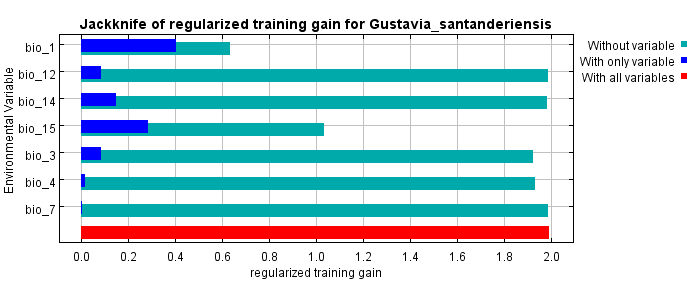 Jackknife of regularized training gain for Gustavia_santanderiensis
Environmental Variable
bio_1
bio_12
bio_14
bio_15
bio_3
bio_4
bio_7
0.0 0.2 0.4 0.6 0.8 1.0 1.2 1.4 1.6 1.8 2.0
regularized training gain
Without variable
With only variable
With all variables